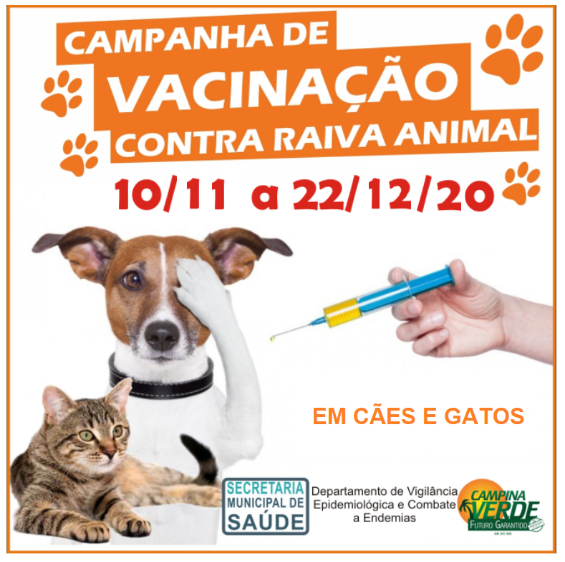 CAMPANHA DE
VACINAÇÃO
CONTRA RAIVA ANIMAL
10/11 a 22/12/20
EM CÃES E GATOS
SECRETARIA
MUNICIPAL DE
SAÚDE
Departamento de Vigilância
Epidemiológica e Combate
a Endemias
CAMPINA
VERDE
FUTURO GARANTIDO